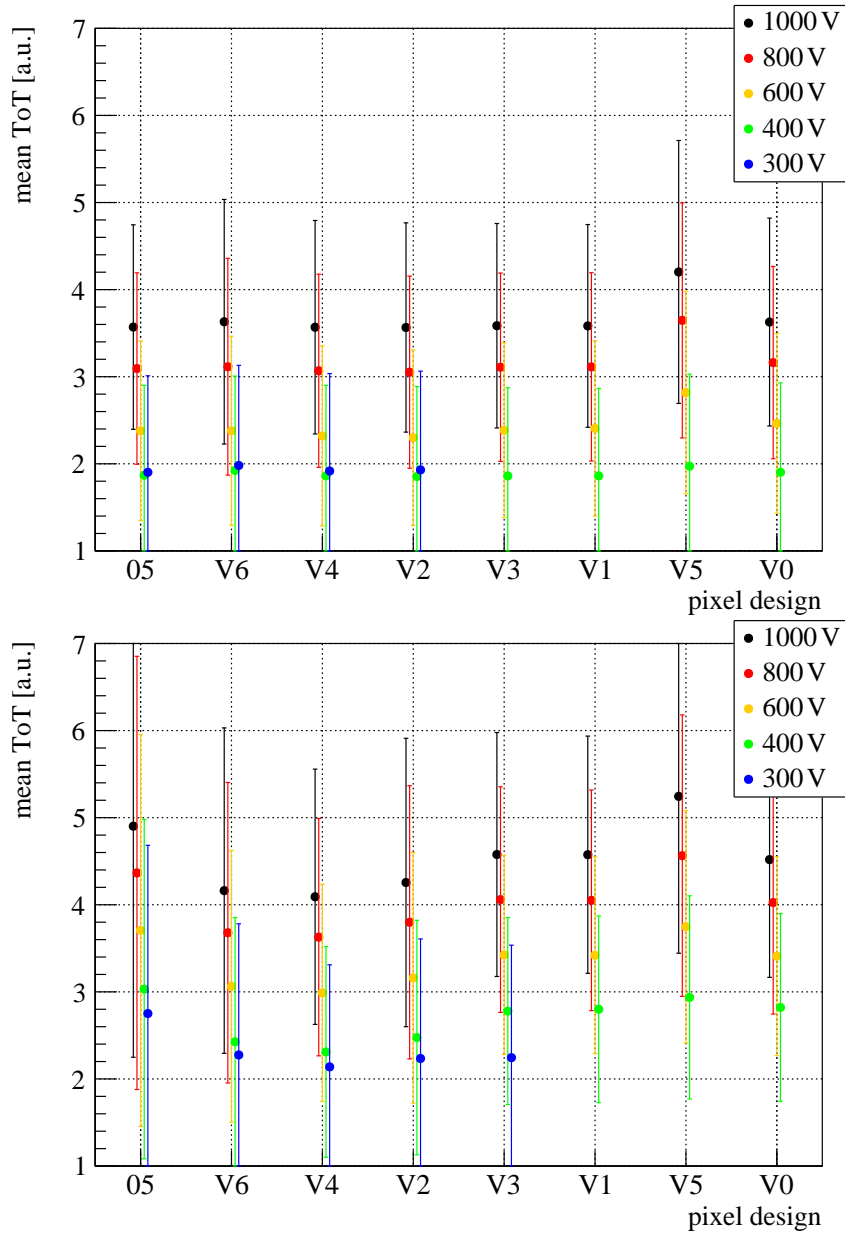 mean ToT [a.u.]
7
6
5
4
3
2
1
1000 V
800 V
600 V
400 V
300 V
05 V6 V4 V2 V3 V1 V5 V0
pixel design
mean ToT [a.u.]
7
6
5
4
3
2
1
1000 V
800 V
600 V
400 V
300 V
05 V6 V4 V2 V3 V1 V5 V0
pixel design